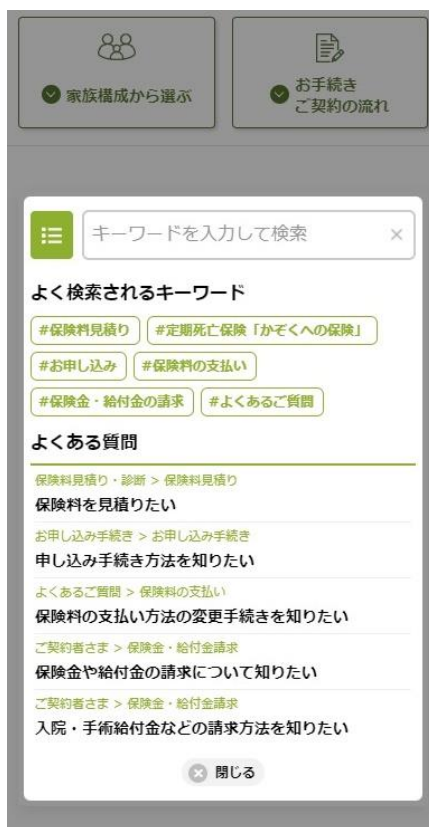 家族構成から選ぶ
お手続き
ご契約の流れ
キーワードを入力して検索
よく検索されるキーワード
#保険料見積り #定期死亡保険「かぞくへの保険」
#お申し込み #保険料の支払い
#保険金・給付金の請求 #よくあるご質問
よくある質問
保険料見積り・診断 > 保険料見積り
保険料を見積りたい
お申し込み手続き > お申し込み手続き
申し込み手続き方法を知りたい
よくあるご質問 > 保険料の支払い
保険料の支払い方法の変更手続きを知りたい
ご契約者さま > 保険金・給付金請求
保険金や給付金の請求について知りたい
ご契約者さま > 保険金・給付金請求
入院・手術給付金などの請求方法を知りたい
閉じる